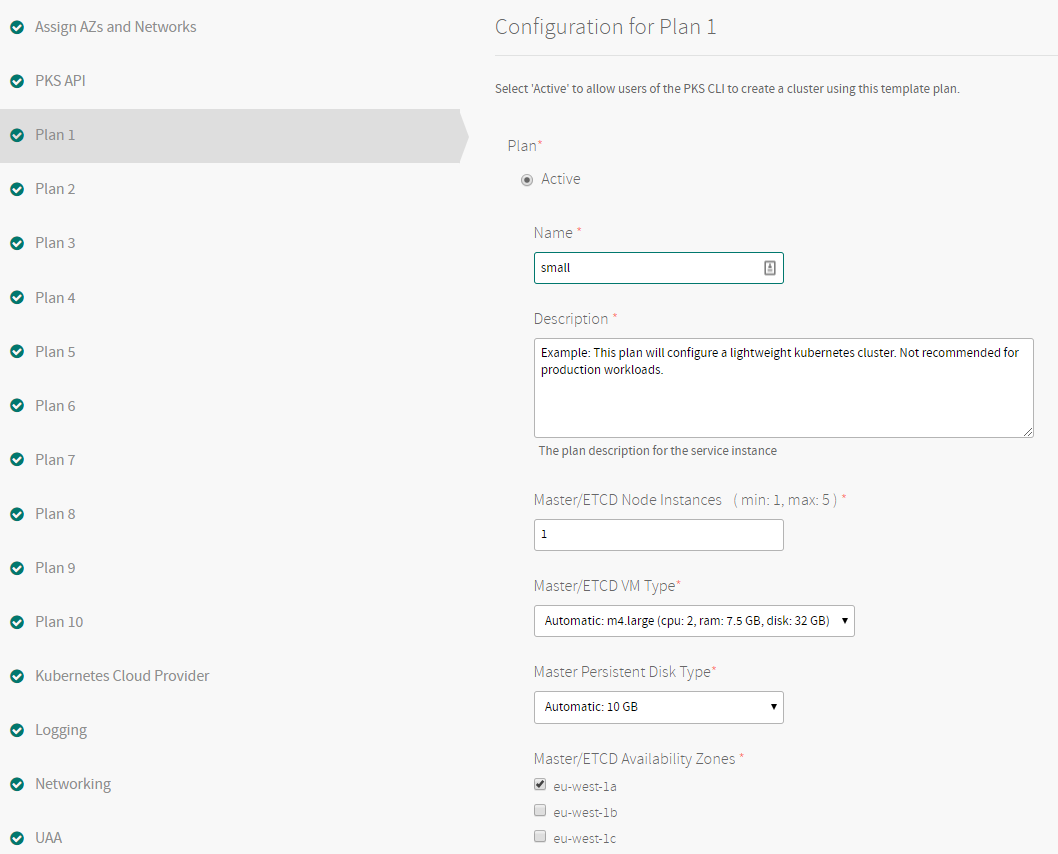 Assign AZs and Networks
PKS API
Plan 1
Plan 2
Plan 3
Plan 4
Plan 5
Plan 6
Plan 7
Plan 8
Plan 9
Plan 10
Kubernetes Cloud Provider
Logging
Networking
UAA
Configuration for Plan 1
Select 'Active' to allow users of the PKS CLI to create a cluster using this template plan.
Plan*
Active
Name *
small
Description *
Example: This plan will configure a lightweight kubernetes cluster. Not recommended for
production workloads.
The plan description for the service instance
Master/ETCD Node Instances ( min: 1, max: 5 ) *
1
Master/ETCD VM Type*
Automatic: m4.large (cpu: 2, ram: 7.5 GB, disk: 32 GB)
Master Persistent Disk Type*
Automatic: 10 GB
Master/ETCD Availability Zones *
eu-west-1a
eu-west-1b
eu-west-1c